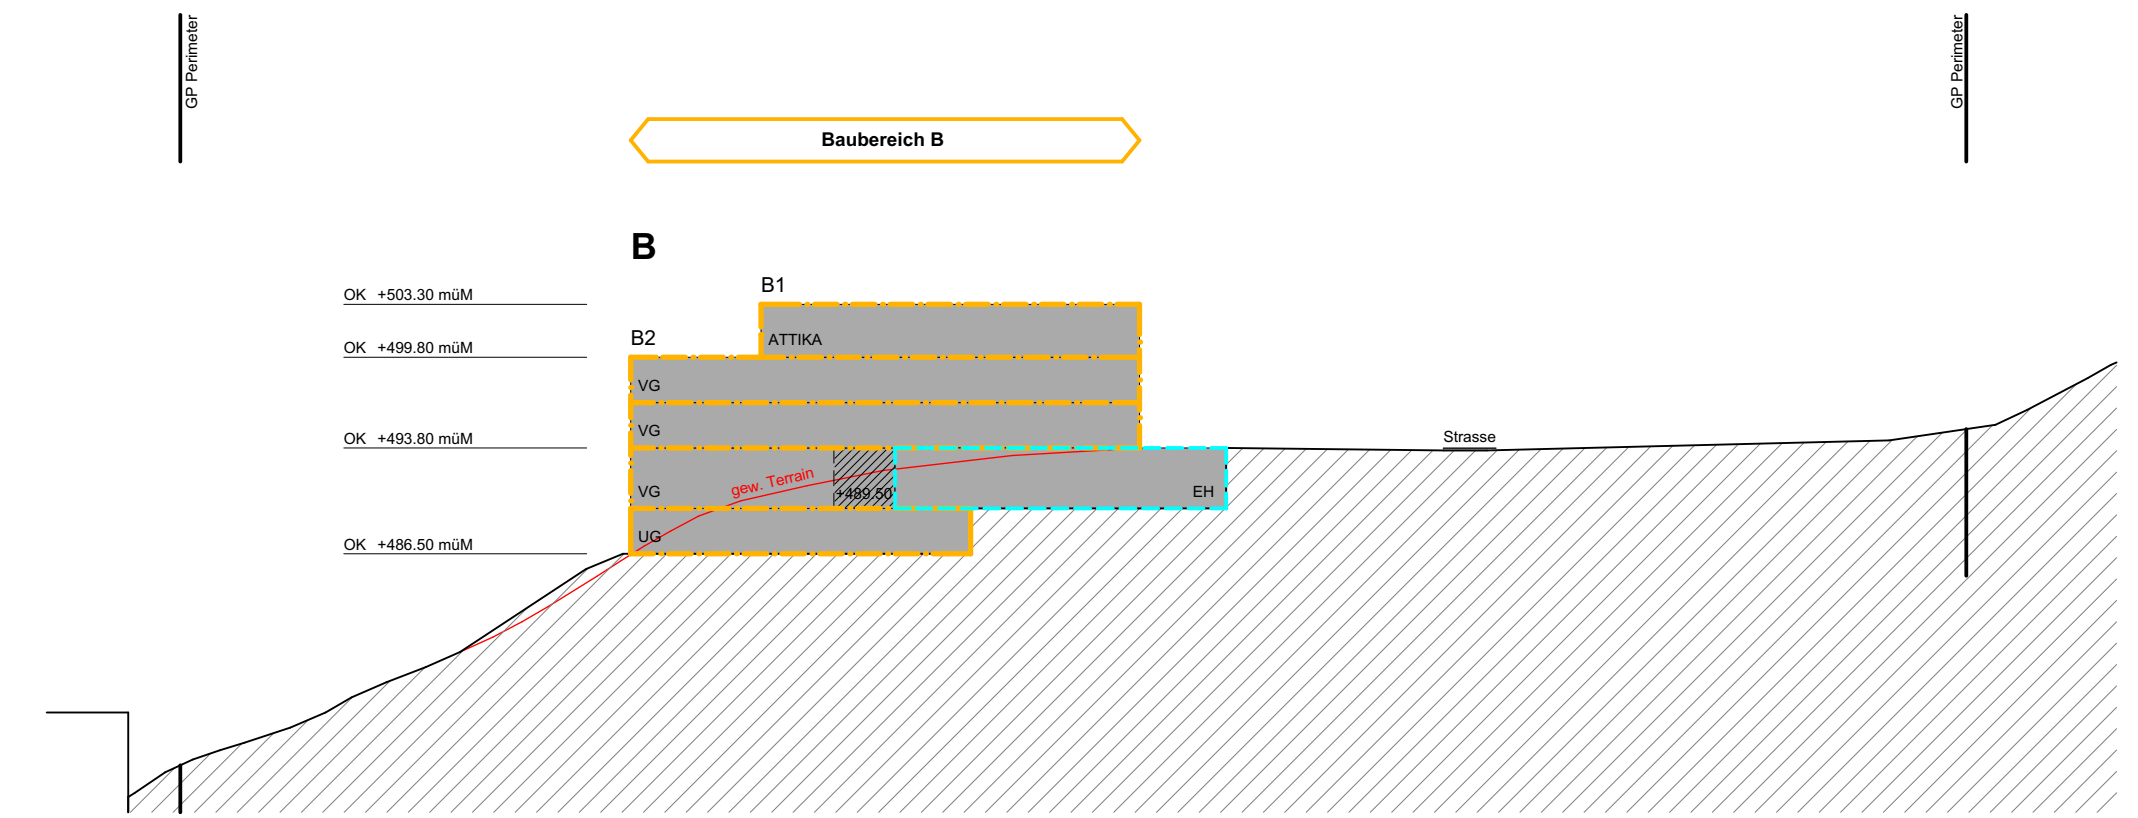 GP Perimeter
GP Perimeter
Baubereich B
B
B1
OK +503.30 müM
ATTIKA
B2
OK +499.80 müM
VG
VG
OK +493.80 müM
Strasse
gew. Terrain
VG
+489.50
EH
UG
OK +486.50 müM